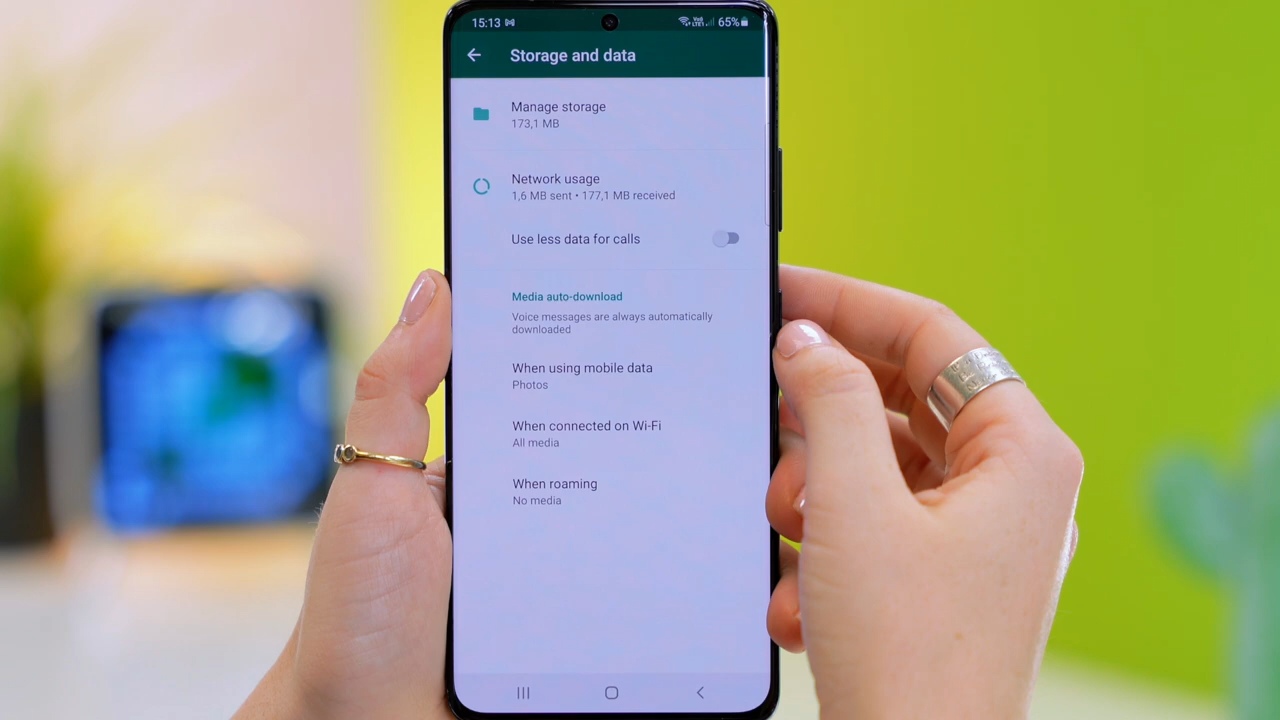 15:13 65%
Storage and data
Manage storage
173,1 MB
Network usage
1,6 MB sent • 177,1 MB received
Use less data for calls
Media auto-download
Voice messages are always automatically
downloaded
When using mobile data
Photos
When connected on Wi-Fi
All media
When roaming
No media